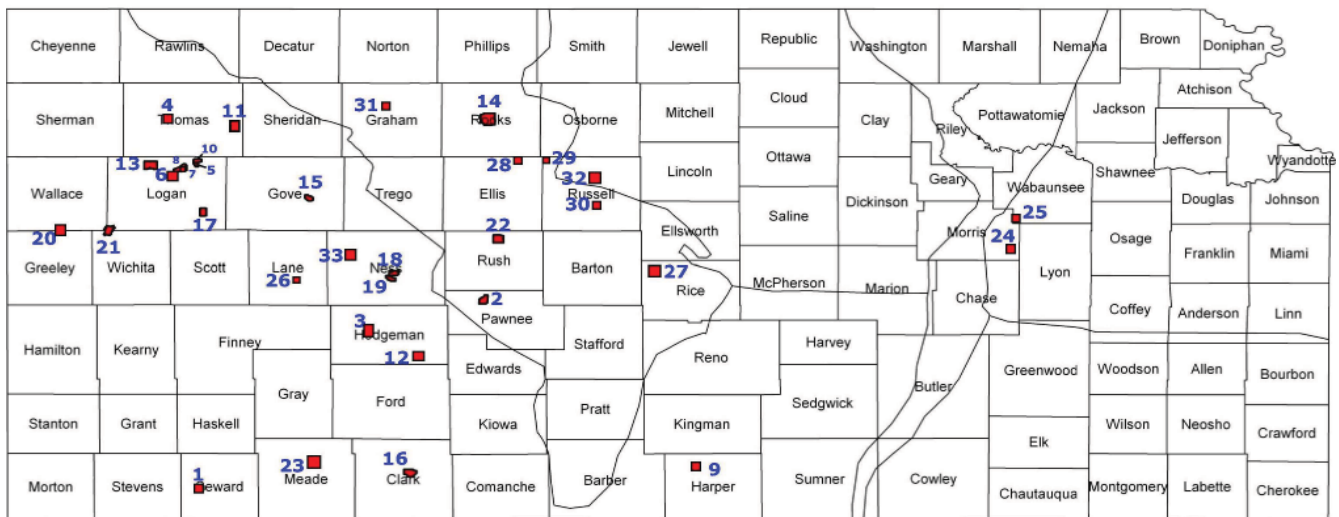 Cheyenne Rawlins Decatur Norton Phillips Smith Jewell Republic Washington Marshall Nemaha Brown Doniphan
Atchison
Sherman 4 Thomas 11 Sheridan 31 Graham 14 Rooks Osborne Mitchell Cloud Clay Riley Pottawatomie Jackson Jefferson
Wallace 13 Logan 6 8 7 10 5 17 15 Gove Trego 28 Ellis 29 32 Russell 30 Lincoln Ottawa Saline Dickinson Geary Wabaunsee Shawnee Wyandotte
Douglas Johnson
20 Greeley 21 Wichita Scott Lane 26 33 Ness 18 19 22 Rush Barton Ellsworth 27 Rice McPherson Marion Morris 24 25 Chase Lyon Osage Franklin Miami
2 Pawnee
Coffey Anderson Linn
Hamilton Kearny Finney 3 Hodgeman 12 Edwards Stafford Reno Harvey
Gray Ford Butler Greenwood Woodson Allen Bourbon
Stanton Grant Haskell Kiowa Pratt Kingman Sedgwick Elk Wilson Neosho Crawford
Morton Stevens 1 Seward 23 Meade 16 Clark Comanche Barber 9 Harper Sumner Cowley Chautauqua Montgomery Labette Cherokee